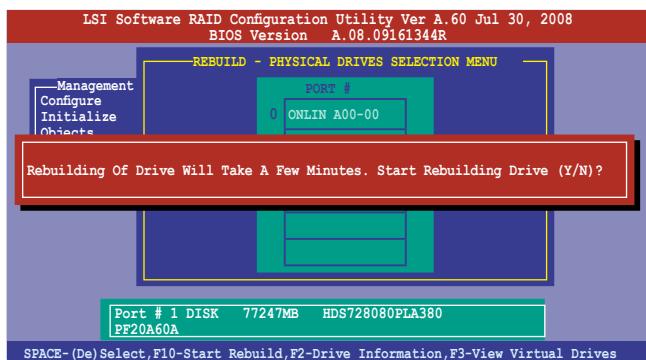 LSI Software RAID Configuration Utility Ver A.60 Jul 30, 2008
BIOS Version A.08.09161344R
REBUILD - PHYSICAL DRIVES SELECTION MENU
Management
Configure
Initialize
Objects
PORT #
0 ONLIN A00-00
Rebuilding Of Drive Will Take A Few Minutes. Start Rebuilding Drive (Y/N)?
Port # 1 DISK 77247MB HDS728080PLA380
PF20A60A
SPACE-(De)Select,F10-Start Rebuild,F2-Drive Information,F3-View Virtual Drives